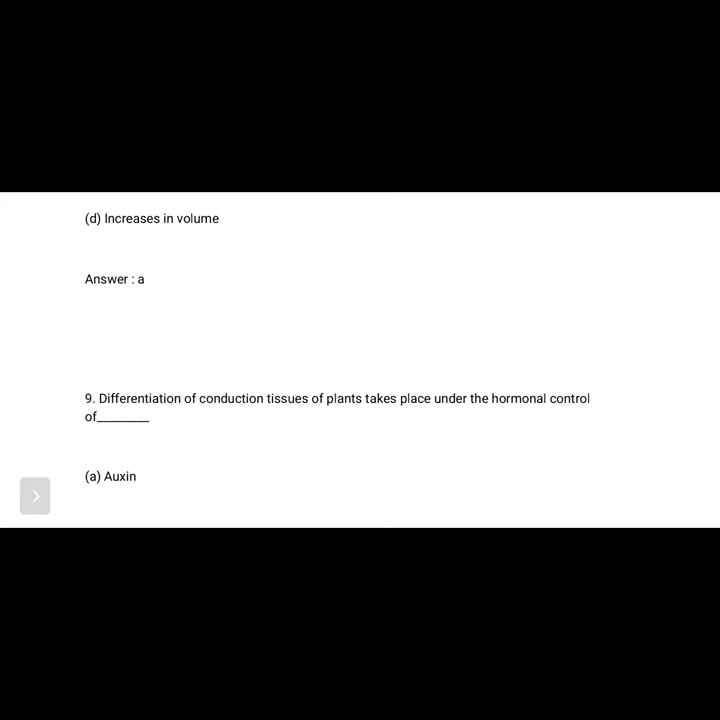 (d) Increases in volume
Answer : a
9. Differentiation of conduction tissues of plants takes place under the hormonal control
of________
(a) Auxin